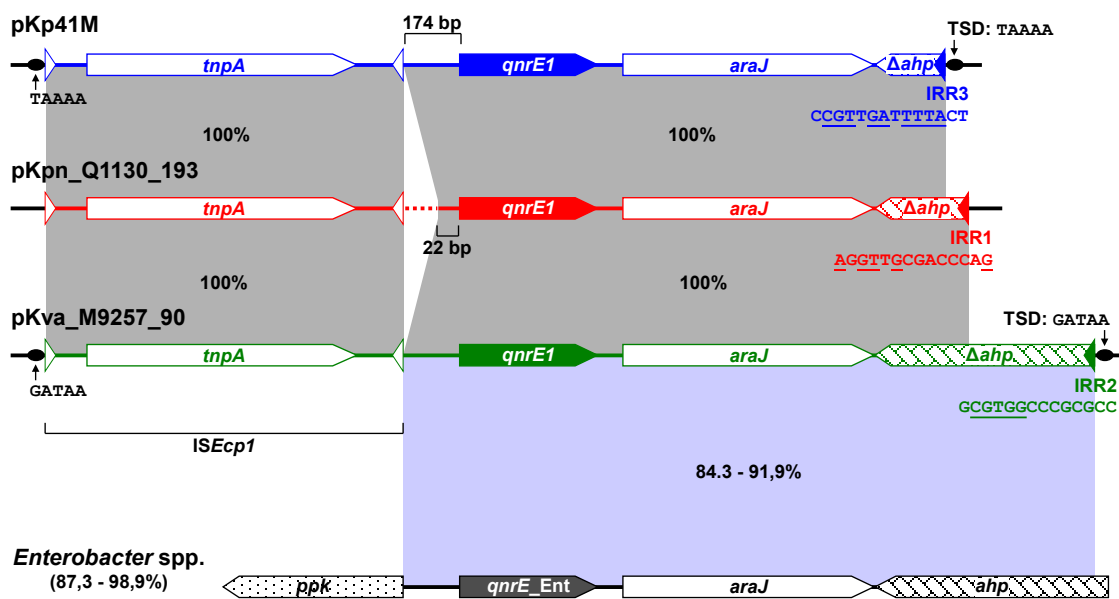 pKp41M
174 bp
TSD: TAAAA
tnpA
qnrE1
araJ
Δahp
TAAAA
IRR3
CCGTTGATTTTACT
100%
100%
pKpn_Q1130_193
tnpA
qnrE1
araJ
Δahp
22 bp
IRR1
AGGTTGCGACCCAG
100%
100%
pKva_M9257_90
TSD: GATAA
tnpA
qnrE1
araJ
Δahp
GATAA
IRR2
GCGTGGCCCGCGCC
ISEcp1
84.3 - 91,9%
Enterobacter spp.
(87,3 - 98,9%)
ppk
qnrE_Ent
araJ
ahp